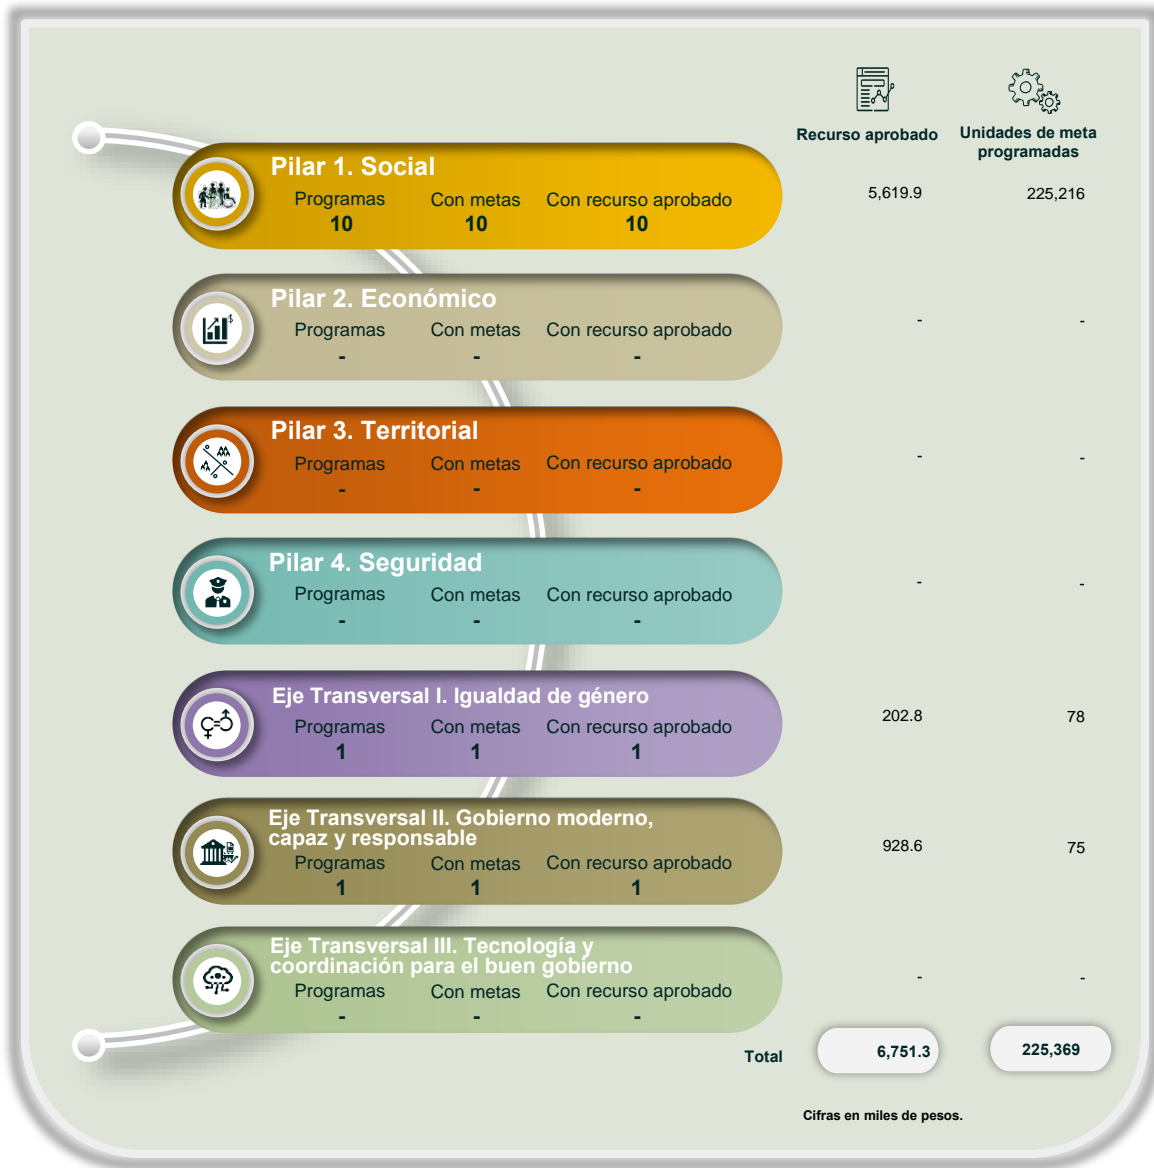 Recurso aprobado
Unidades de meta
programadas
Pilar 1. Social
Programas Con metas Con recurso aprobado
10 10 10
5,619.9 225,216
Pilar 2. Económico
Programas Con metas Con recurso aprobado
- - -
- -
Pilar 3. Territorial
Programas Con metas Con recurso aprobado
- - -
- -
Pilar 4. Seguridad
Programas Con metas Con recurso aprobado
- - -
- -
Eje Transversal I. Igualdad de género
Programas Con metas Con recurso aprobado
1 1 1
202.8 78
Eje Transversal II. Gobierno moderno,
capaz y responsable
Programas Con metas Con recurso aprobado
1 1 1
928.6 75
Eje Transversal III. Tecnología y
coordinación para el buen gobierno
Programas Con metas Con recurso aprobado
- - -
- -
Total 6,751.3 225,369
Cifras en miles de pesos.